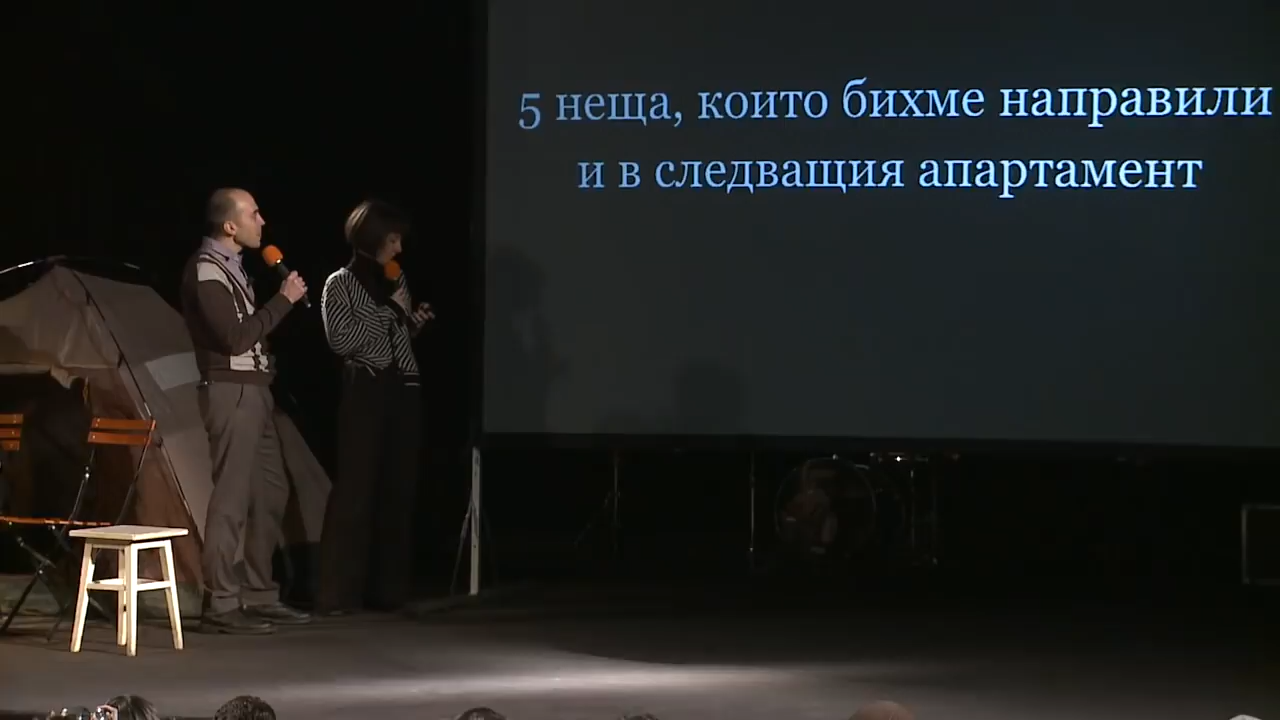 5 неща, които бихме направили
и в следващия апартамент